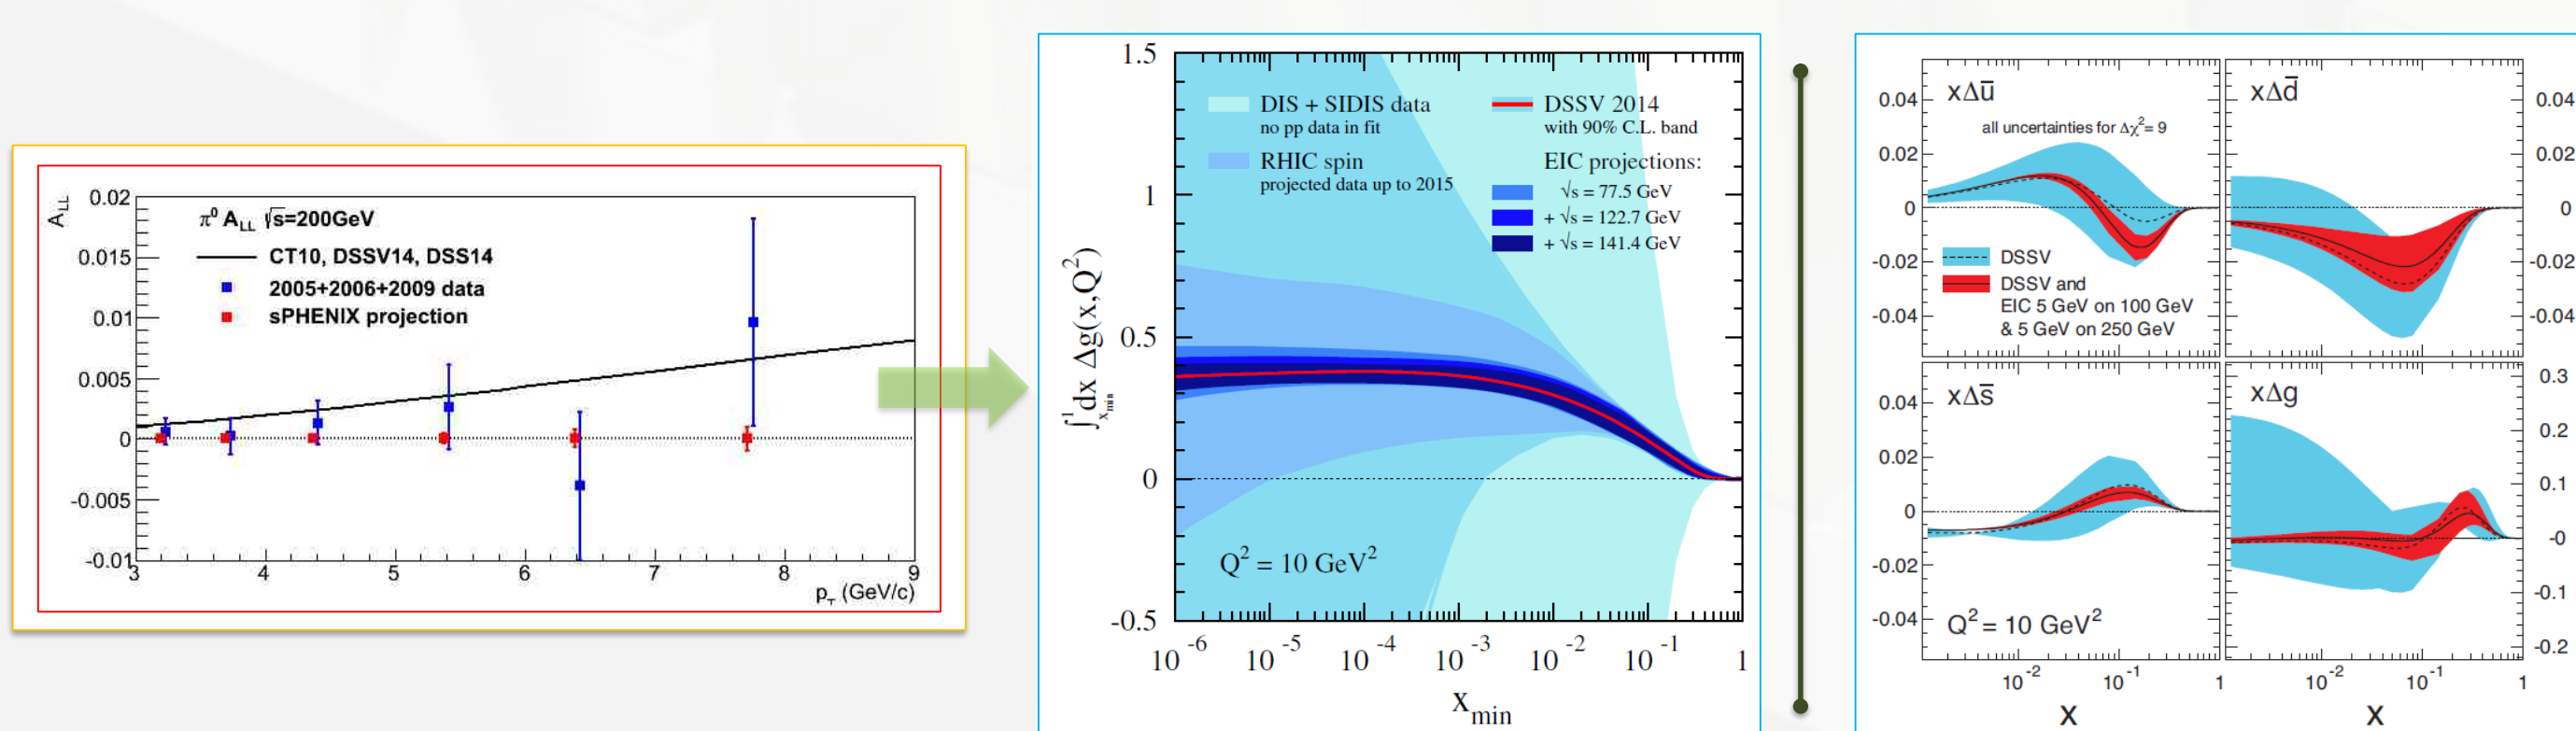 A_LL
0.02
0.015
0.01
0.005
0
-0.005
-0.01
π⁰ A_LL √s=200GeV
CT10, DSSV14, DSS14
2005+2006+2009 data
sPHENIX projection
3 4 5 6 7 8 9
p_T (GeV/c)
∫¹_xmin dx Δg(x,Q²)
1.5
1
0.5
0
-0.5
DIS + SIDIS data
no pp data in fit
RHIC spin
projected data up to 2015
DSSV 2014
with 90% C.L. band
EIC projections:
√s = 77.5 GeV
+ √s = 122.7 GeV
+ √s = 141.4 GeV
Q² = 10 GeV²
10⁻⁶ 10⁻⁵ 10⁻⁴ 10⁻³ 10⁻² 10⁻¹ 1
x_min
0.04
0.02
0
-0.02
-0.04
xΔū
all uncertainties for Δχ²= 9
DSSV
DSSV and
EIC 5 GeV on 100 GeV
& 5 GeV on 250 GeV
xΔd̄
0.04
0.02
0
-0.02
-0.04
0.04
0.02
0
-0.02
-0.04
xΔs̄
Q² = 10 GeV²
xΔg
0.3
0.2
0.1
-0
-0.1
-0.2
10⁻² 10⁻¹ 1
10⁻² 10⁻¹ 1
x
x